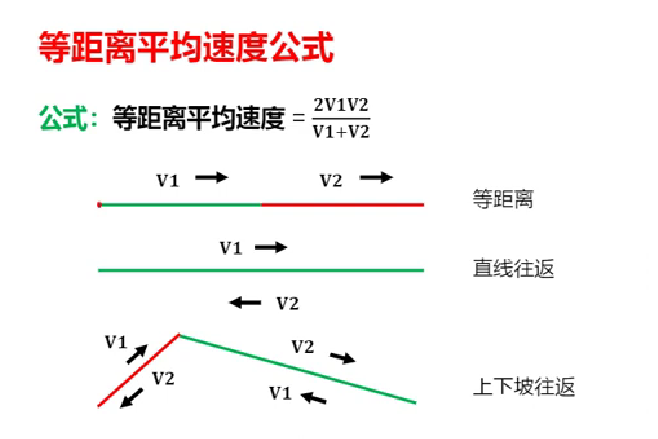 等距离平均速度公式
公式：等距离平均速度 = 2V1V2/V1+V2
V1 V2
等距离
V1
直线往返
V2
V1 V2
V2 V1
上下坡往返